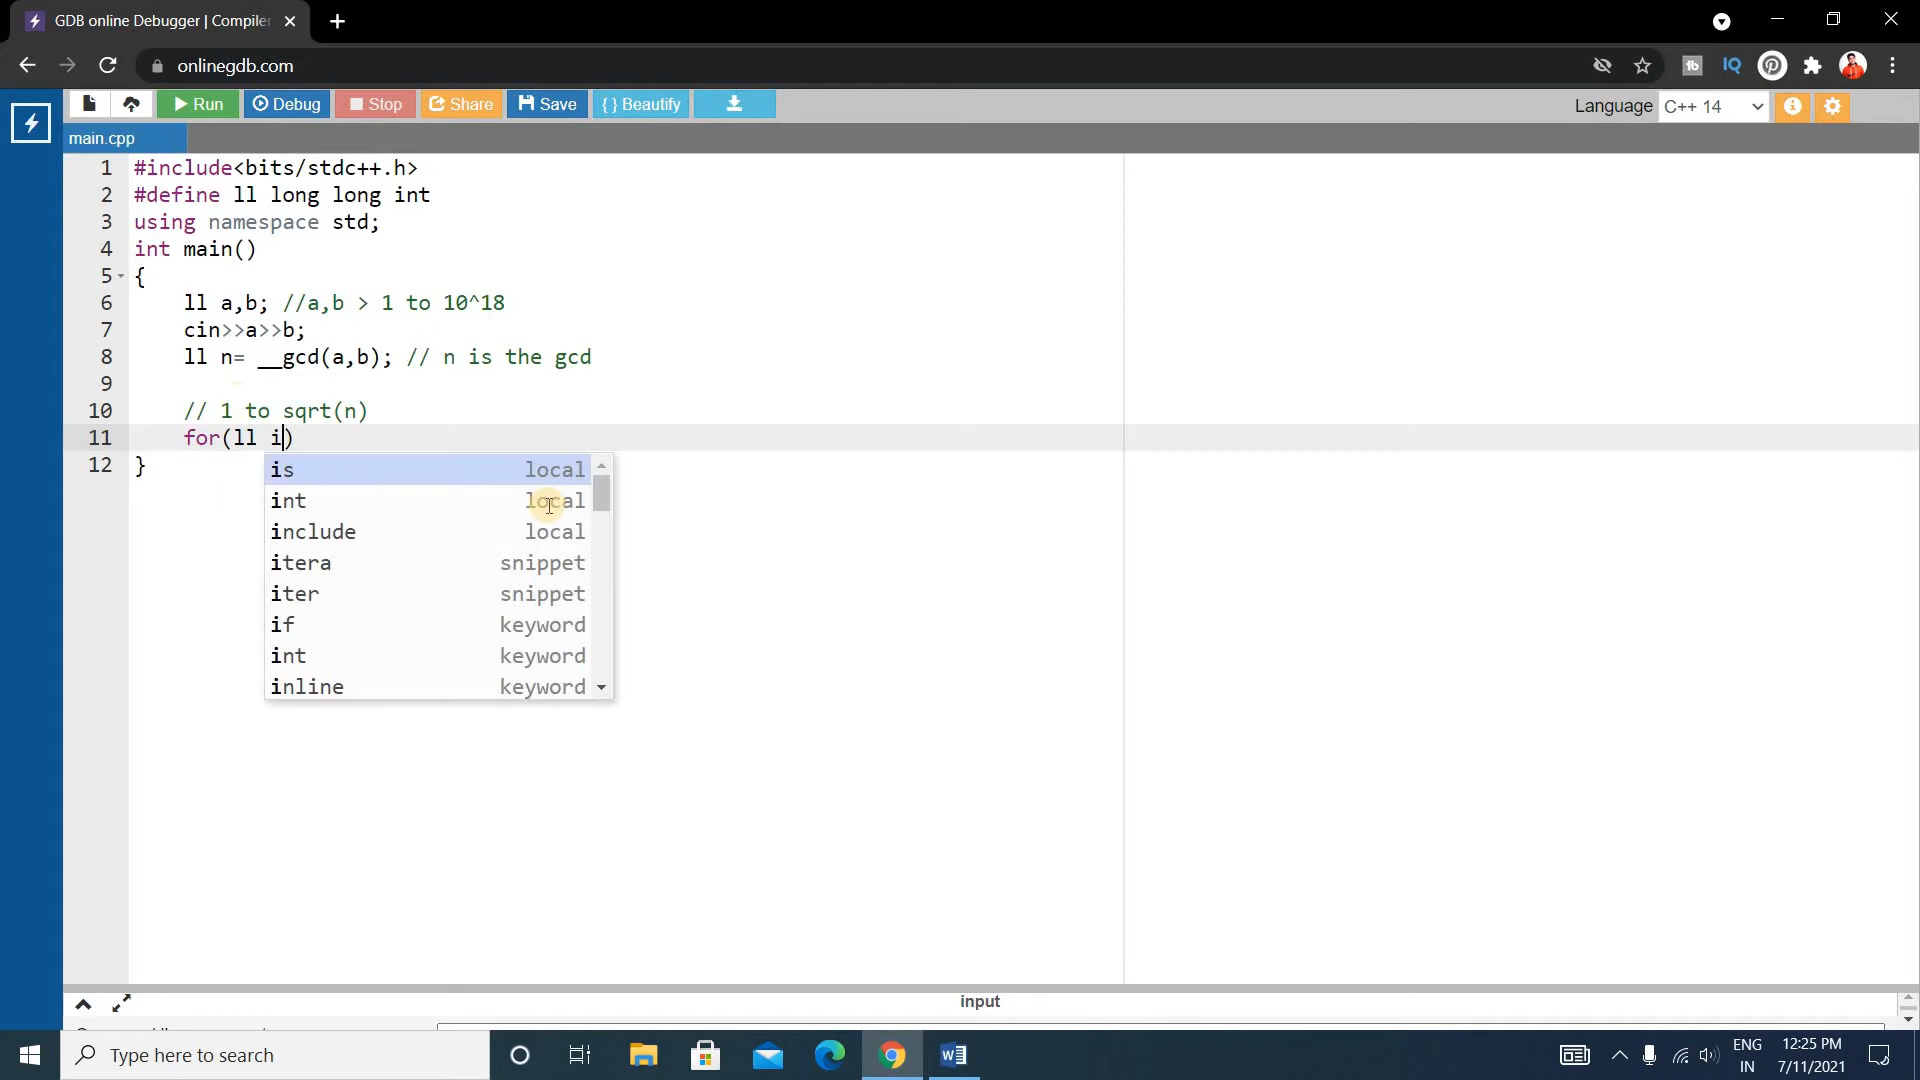 GDB online Debugger | Compiler
onlinegdb.com
Run Debug Stop Share Save { } Beautify Language C++ 14
main.cpp
1 #include<bits/stdc++.h>
2 #define ll long long int
3 using namespace std;
4 int main()
5 {
6 ll a,b; //a,b > 1 to 10^18
7 cin>>a>>b;
8 ll n= __gcd(a,b); // n is the gcd
9
10 // 1 to sqrt(n)
11 for(ll i)
12 }
is local
int local
include local
itera snippet
iter snippet
if keyword
int keyword
inline keyword
input
Type here to search
ENG
IN
12:25 PM
7/11/2021